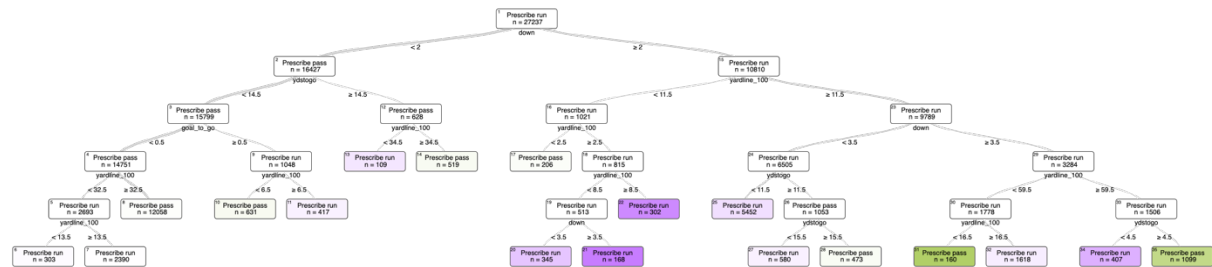 1 Prescribe run
n = 27237
down
< 2
≥ 2
2 Prescribe pass
n = 16427
ydstogo
15 Prescribe run
n = 10810
yardline_100
< 14.5
≥ 14.5
< 11.5
≥ 11.5
3 Prescribe pass
n = 15799
goal_to_go
12 Prescribe pass
n = 628
yardline_100
16 Prescribe run
n = 1021
yardline_100
23 Prescribe run
n = 9789
down
< 0.5
≥ 0.5
< 34.5
≥ 34.5
< 2.5
≥ 2.5
< 3.5
≥ 3.5
4 Prescribe pass
n = 14751
yardline_100
9 Prescribe run
n = 1048
yardline_100
13 Prescribe run
n = 109
14 Prescribe pass
n = 519
17 Prescribe pass
n = 206
18 Prescribe run
n = 815
yardline_100
24 Prescribe run
n = 6505
ydstogo
Prescribe run
n = 3284
yardline_100
< 32.5
≥ 32.5
< 6.5
≥ 6.5
< 8.5
≥ 8.5
< 11.5
≥ 11.5
< 59.5
≥ 59.5
5 Prescribe run
n = 2693
yardline_100
Prescribe pass
n = 12058
10 Prescribe pass
n = 631
11 Prescribe run
n = 417
19 Prescribe run
n = 513
down
22 Prescribe run
n = 302
25 Prescribe run
n = 5452
26 Prescribe pass
n = 1053
ydstogo
Prescribe run
n = 1778
yardline_100
Prescribe run
n = 1506
ydstogo
< 13.5
≥ 13.5
< 3.5
≥ 3.5
< 15.5
≥ 15.5
< 16.5
≥ 16.5
< 4.5
≥ 4.5
6 Prescribe run
n = 303
7 Prescribe run
n = 2390
20 Prescribe run
n = 345
21 Prescribe run
n = 168
27 Prescribe run
n = 580
28 Prescribe pass
n = 473
Prescribe pass
n = 160
Prescribe run
n = 1618
Prescribe run
n = 407
Prescribe pass
n = 1099